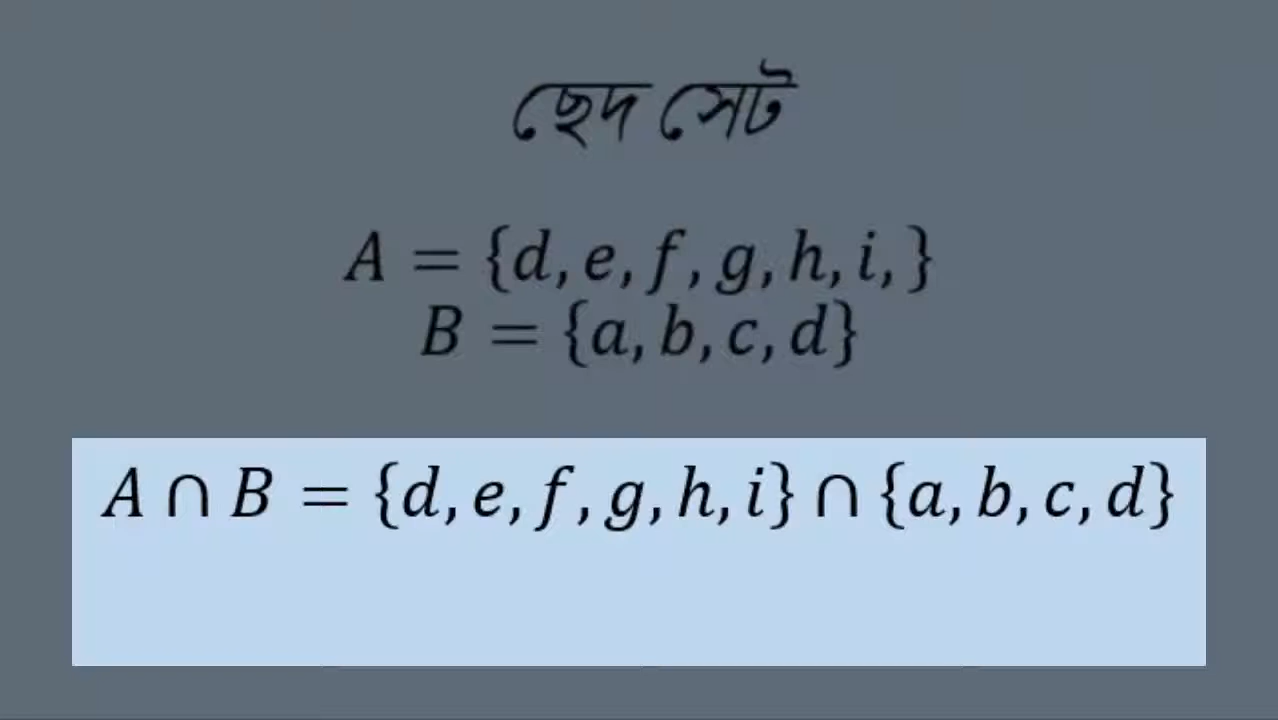 ছেদ সেট
A = {d, e, f, g, h, i, }
B = {a, b, c, d}
A ∩ B = {d, e, f, g, h, i} ∩ {a, b, c, d}